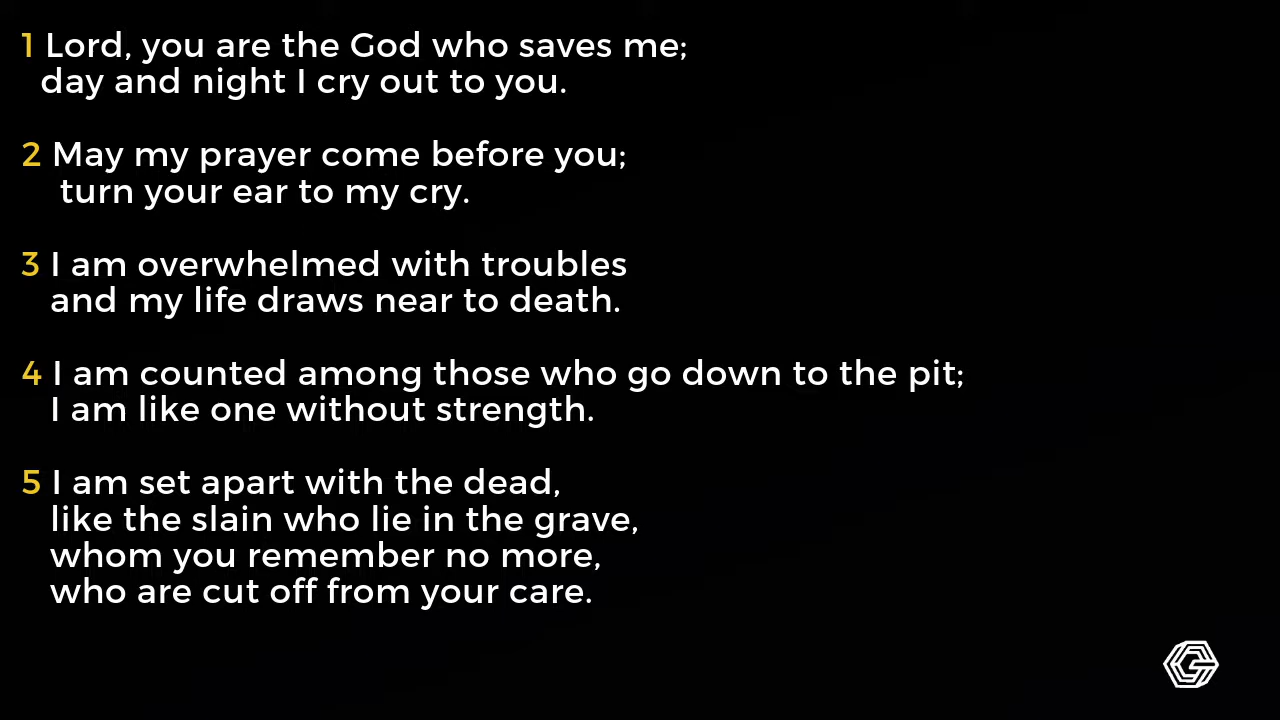 1 Lord, you are the God who saves me;
day and night I cry out to you.
2 May my prayer come before you;
turn your ear to my cry.
3 I am overwhelmed with troubles
and my life draws near to death.
4 I am counted among those who go down to the pit;
I am like one without strength.
5 I am set apart with the dead,
like the slain who lie in the grave,
whom you remember no more,
who are cut off from your care.